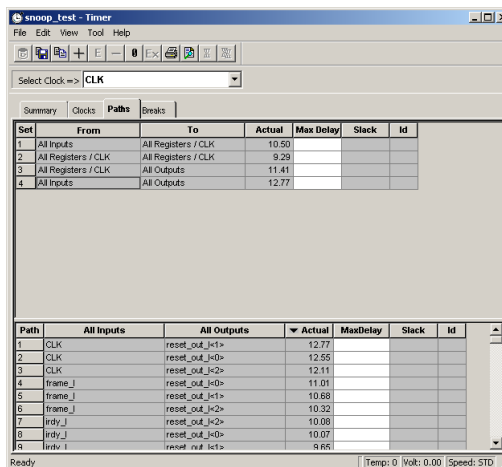 snoop_test - Timer
File Edit View Tool Help
Select Clock => CLK
Summary Clocks Paths Breaks
Set From To Actual Max Delay Slack Id
1 All Inputs All Registers / CLK 10.50
2 All Registers / CLK All Registers / CLK 9.29
3 All Registers / CLK All Outputs 11.41
4 All Inputs All Outputs 12.77
Path All Inputs All Outputs Actual MaxDelay Slack Id
1 CLK reset_out_l<1> 12.77
2 CLK reset_out_l<0> 12.55
3 CLK reset_out_l<2> 12.11
4 frame_l reset_out_l<0> 11.01
5 frame_l reset_out_l<1> 10.68
6 frame_l reset_out_l<2> 10.32
7 irdy_l reset_out_l<2> 10.08
8 irdy_l reset_out_l<0> 10.07
9 irdy_l reset_out_l<1> 9.65
Ready Temp: 0 Volt: 0.00 Speed: STD